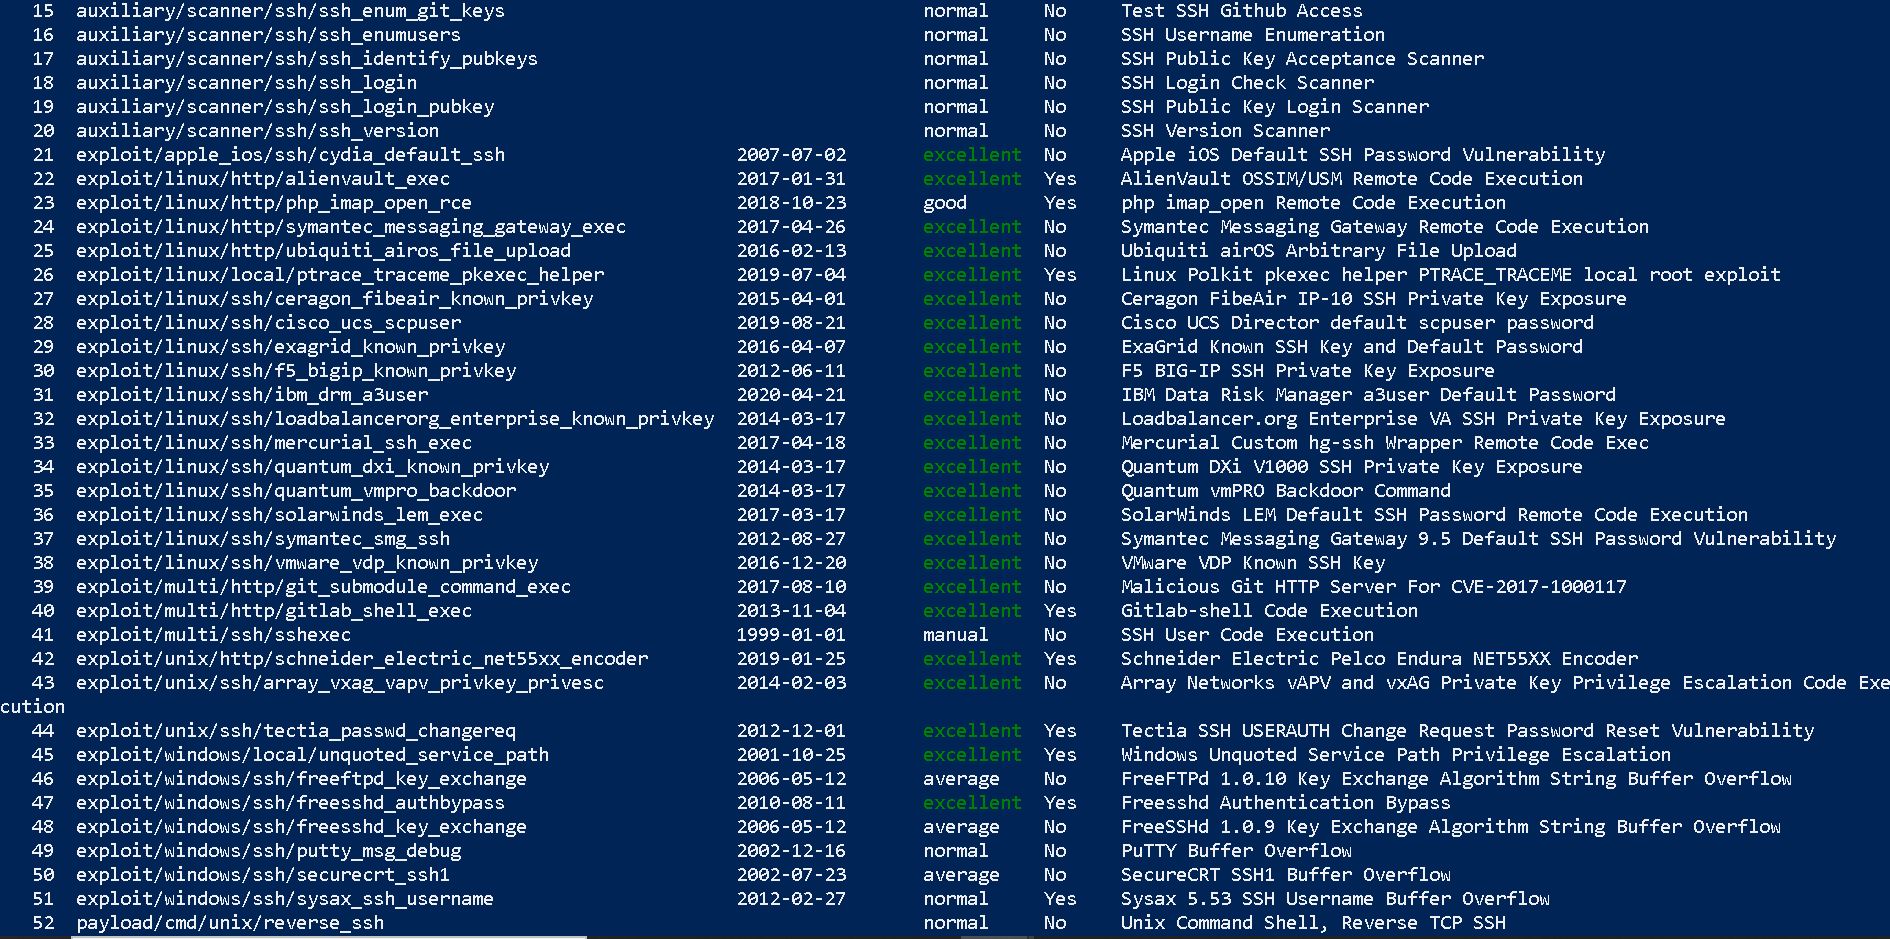 15 auxiliary/scanner/ssh/ssh_enum_git_keys normal No Test SSH Github Access
16 auxiliary/scanner/ssh/ssh_enumusers normal No SSH Username Enumeration
17 auxiliary/scanner/ssh/ssh_identify_pubkeys normal No SSH Public Key Acceptance Scanner
18 auxiliary/scanner/ssh/ssh_login normal No SSH Login Check Scanner
19 auxiliary/scanner/ssh/ssh_login_pubkey normal No SSH Public Key Login Scanner
20 auxiliary/scanner/ssh/ssh_version normal No SSH Version Scanner
21 exploit/apple_ios/ssh/cydia_default_ssh 2007-07-02 excellent No Apple iOS Default SSH Password Vulnerability
22 exploit/linux/http/alienvault_exec 2017-01-31 excellent Yes AlienVault OSSIM/USM Remote Code Execution
23 exploit/linux/http/php_imap_open_rce 2018-10-23 good Yes php imap_open Remote Code Execution
24 exploit/linux/http/symantec_messaging_gateway_exec 2017-04-26 excellent No Symantec Messaging Gateway Remote Code Execution
25 exploit/linux/http/ubiquiti_airos_file_upload 2016-02-13 excellent No Ubiquiti airOS Arbitrary File Upload
26 exploit/linux/local/ptrace_traceme_pkexec_helper 2019-07-04 excellent Yes Linux Polkit pkexec helper PTRACE_TRACEME local root exploit
27 exploit/linux/ssh/ceragon_fibeair_known_privkey 2015-04-01 excellent No Ceragon FibeAir IP-10 SSH Private Key Exposure
28 exploit/linux/ssh/cisco_ucs_scpuser 2019-08-21 excellent No Cisco UCS Director default scpuser password
29 exploit/linux/ssh/exagrid_known_privkey 2016-04-07 excellent No ExaGrid Known SSH Key and Default Password
30 exploit/linux/ssh/f5_bigip_known_privkey 2012-06-11 excellent No F5 BIG-IP SSH Private Key Exposure
31 exploit/linux/ssh/ibm_drm_a3user 2020-04-21 excellent No IBM Data Risk Manager a3user Default Password
32 exploit/linux/ssh/loadbalancerorg_enterprise_known_privkey 2014-03-17 excellent No Loadbalancer.org Enterprise VA SSH Private Key Exposure
33 exploit/linux/ssh/mercurial_ssh_exec 2017-04-18 excellent No Mercurial Custom hg-ssh Wrapper Remote Code Exec
34 exploit/linux/ssh/quantum_dxi_known_privkey 2014-03-17 excellent No Quantum DXi V1000 SSH Private Key Exposure
35 exploit/linux/ssh/quantum_vmpro_backdoor 2014-03-17 excellent No Quantum vmPRO Backdoor Command
36 exploit/linux/ssh/solarwinds_lem_exec 2017-03-17 excellent No SolarWinds LEM Default SSH Password Remote Code Execution
37 exploit/linux/ssh/symantec_smg_ssh 2012-08-27 excellent No Symantec Messaging Gateway 9.5 Default SSH Password Vulnerability
38 exploit/linux/ssh/vmware_vdp_known_privkey 2016-12-20 excellent No VMware VDP Known SSH Key
39 exploit/multi/http/git_submodule_command_exec 2017-08-10 excellent No Malicious Git HTTP Server For CVE-2017-1000117
40 exploit/multi/http/gitlab_shell_exec 2013-11-04 excellent Yes Gitlab-shell Code Execution
41 exploit/multi/ssh/sshexec 1999-01-01 manual No SSH User Code Execution
42 exploit/unix/http/schneider_electric_net55xx_encoder 2019-01-25 excellent Yes Schneider Electric Pelco Endura NET55XX Encoder
43 exploit/unix/ssh/array_vxag_vapv_privkey_privesc 2014-02-03 excellent No Array Networks vAPV and vxAG Private Key Privilege Escalation Code Exe
cution
44 exploit/unix/ssh/tectia_passwd_changereq 2012-12-01 excellent Yes Tectia SSH USERAUTH Change Request Password Reset Vulnerability
45 exploit/windows/local/unquoted_service_path 2001-10-25 excellent Yes Windows Unquoted Service Path Privilege Escalation
46 exploit/windows/ssh/freeftpd_key_exchange 2006-05-12 average No FreeFTPd 1.0.10 Key Exchange Algorithm String Buffer Overflow
47 exploit/windows/ssh/freesshd_authbypass 2010-08-11 excellent Yes Freesshd Authentication Bypass
48 exploit/windows/ssh/freesshd_key_exchange 2006-05-12 average No FreeSSHd 1.0.9 Key Exchange Algorithm String Buffer Overflow
49 exploit/windows/ssh/putty_msg_debug 2002-12-16 normal No PuTTY Buffer Overflow
50 exploit/windows/ssh/securecrt_ssh1 2002-07-23 average No SecureCRT SSH1 Buffer Overflow
51 exploit/windows/ssh/sysax_ssh_username 2012-02-27 normal Yes Sysax 5.53 SSH Username Buffer Overflow
52 payload/cmd/unix/reverse_ssh normal No Unix Command Shell, Reverse TCP SSH